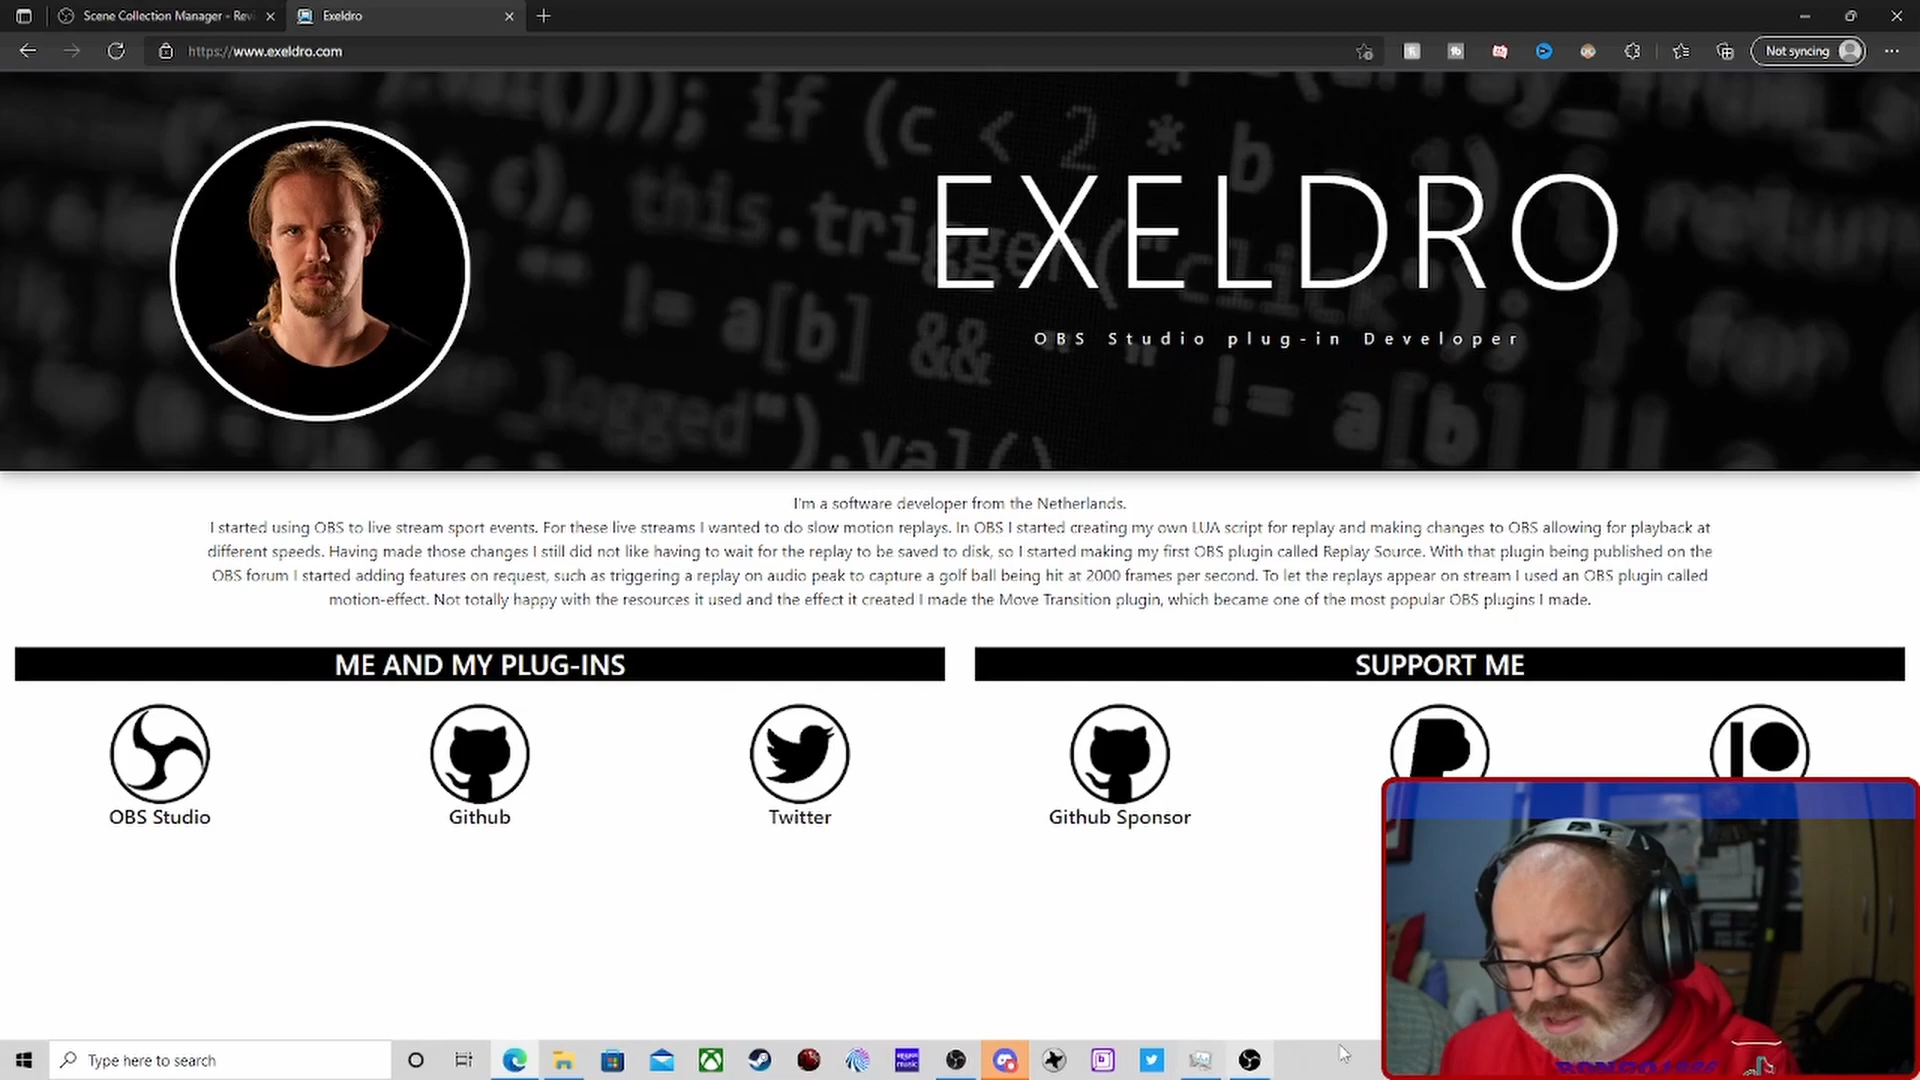 Scene Collection Manager - Rev
Exeldro
https://www.exeldro.com
Not syncing
EXELDRO
OBS Studio plug-in Developer
I'm a software developer from the Netherlands.
I started using OBS to live stream sport events. For these live streams I wanted to do slow motion replays. In OBS I started creating my own LUA script for replay and making changes to OBS allowing for playback at
different speeds. Having made those changes I still did not like having to wait for the replay to be saved to disk, so I started making my first OBS plugin called Replay Source. With that plugin being published on the
OBS forum I started adding features on request, such as triggering a replay on audio peak to capture a golf ball being hit at 2000 frames per second. To let the replays appear on stream I used an OBS plugin called
motion-effect. Not totally happy with the resources it used and the effect it created I made the Move Transition plugin, which became one of the most popular OBS plugins I made.
ME AND MY PLUG-INS
SUPPORT ME
OBS Studio
Github
Twitter
Github Sponsor
Type here to search